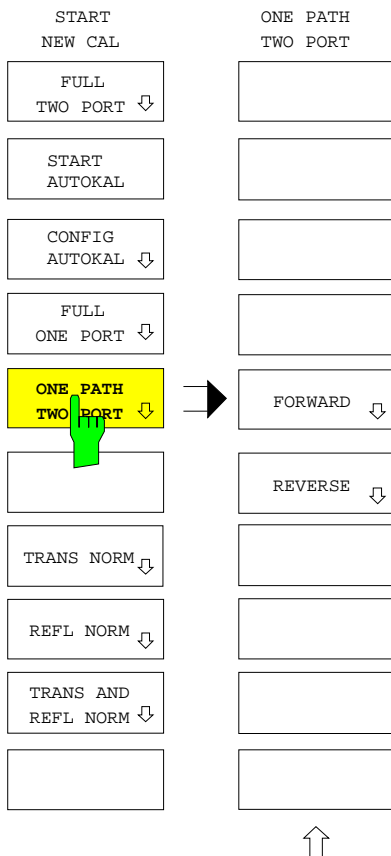 START
NEW CAL
FULL
TWO PORT
START
AUTOKAL
CONFIG
AUTOKAL
FULL
ONE PORT
ONE PATH
TWO PORT
TRANS NORM
REFL NORM
TRANS AND
REFL NORM
ONE PATH
TWO PORT
FORWARD
REVERSE